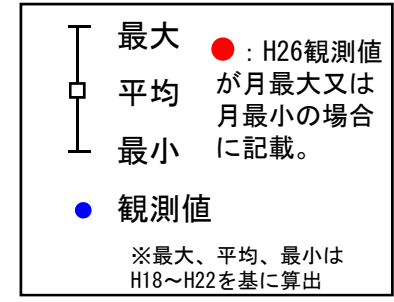 最大
平均
最小
●：H26観測値
が月最大又は
月最小の場合
に記載。
● 観測値
※最大、平均、最小は
H18～H22を基に算出